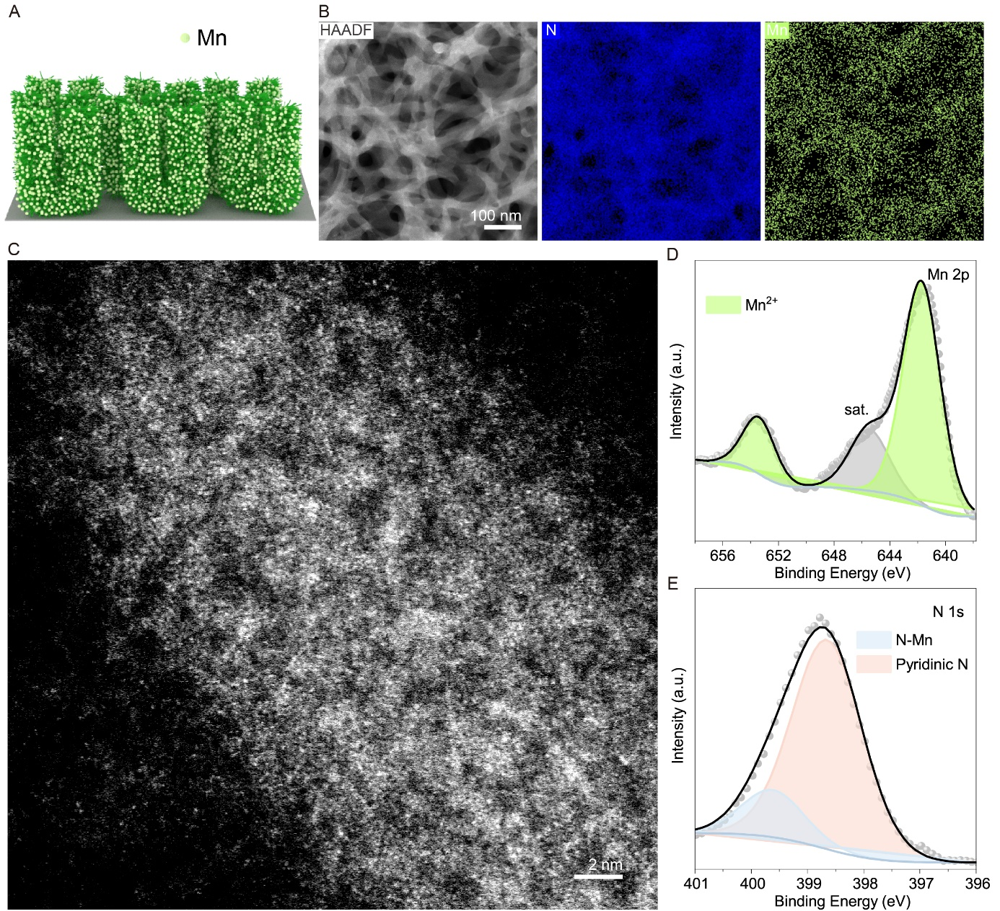 A
Mn
B
HAADF
N
Mn
100 nm
C
2 nm
D
Mn 2p
Mn²⁺
sat.
Intensity (a.u.)
656 652 648 644 640
Binding Energy (eV)
E
N 1s
N-Mn
Pyridinic N
Intensity (a.u.)
401 400 399 398 397 396
Binding Energy (eV)